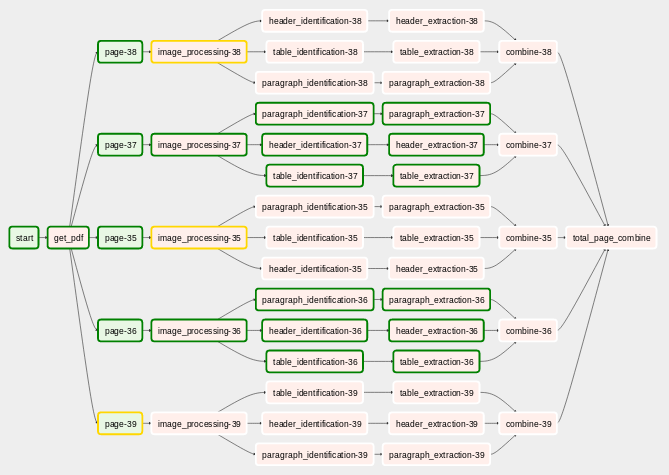 header_identification-38 header_extraction-38
page-38 image_processing-38 table_identification-38 table_extraction-38 combine-38
paragraph_identification-38 paragraph_extraction-38
paragraph_identification-37 paragraph_extraction-37
page-37 image_processing-37 header_identification-37 header_extraction-37 combine-37
table_identification-37 table_extraction-37
paragraph_identification-35 paragraph_extraction-35
start get_pdf page-35 image_processing-35 table_identification-35 table_extraction-35 combine-35 total_page_combine
header_identification-35 header_extraction-35
paragraph_identification-36 paragraph_extraction-36
page-36 image_processing-36 header_identification-36 header_extraction-36 combine-36
table_identification-36 table_extraction-36
table_identification-39 table_extraction-39
page-39 image_processing-39 header_identification-39 header_extraction-39 combine-39
paragraph_identification-39 paragraph_extraction-39